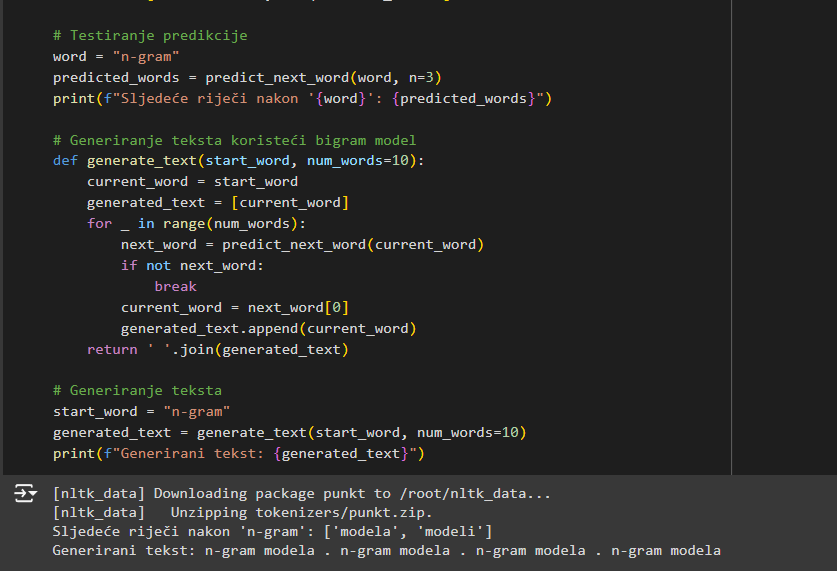 # Testiranje predikcije
word = "n-gram"
predicted_words = predict_next_word(word, n=3)
print(f"Sljedeće riječi nakon '{word}': {predicted_words}")
# Generiranje teksta koristeći bigram model
def generate_text(start_word, num_words=10):
    current_word = start_word
    generated_text = [current_word]
    for _ in range(num_words):
        next_word = predict_next_word(current_word)
        if not next_word:
            break
        current_word = next_word[0]
        generated_text.append(current_word)
    return ' '.join(generated_text)
# Generiranje teksta
start_word = "n-gram"
generated_text = generate_text(start_word, num_words=10)
print(f"Generirani tekst: {generated_text}")
[nltk_data] Downloading package punkt to /root/nltk_data...
[nltk_data]   Unzipping tokenizers/punkt.zip.
Sljedeće riječi nakon 'n-gram': ['modela', 'modeli']
Generirani tekst: n-gram modela . n-gram modela . n-gram modela . n-gram modela